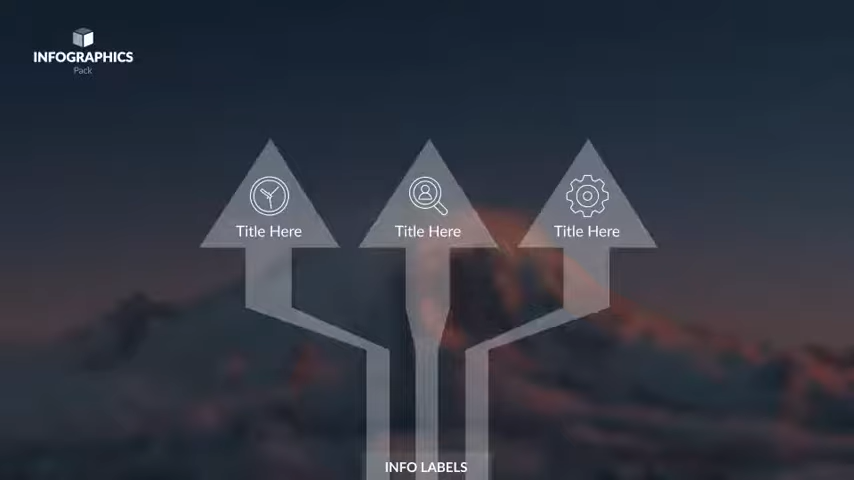 INFOGRAPHICS
Pack
Title Here
Title Here
Title Here
INFO LABELS